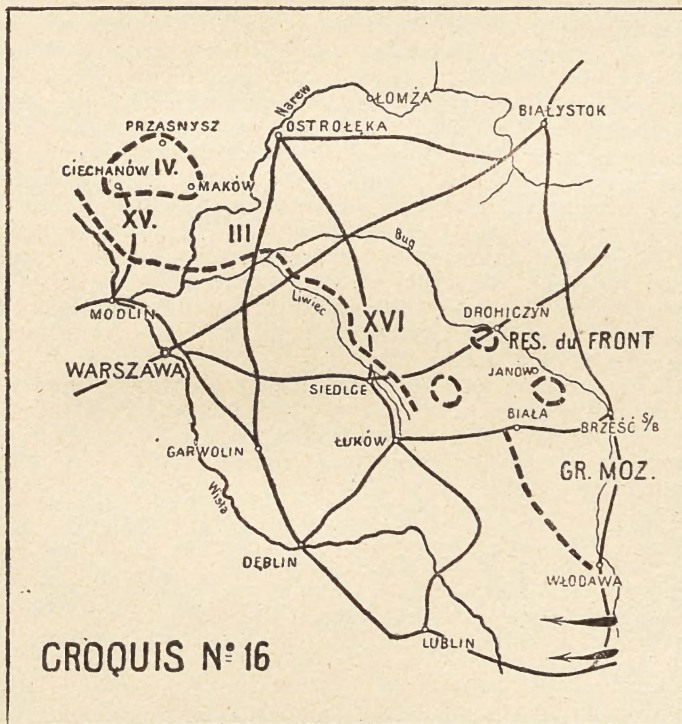 Narew
ŁOMŻA
BIAŁYSTOK
PRZASNYSZ
OSTROŁĘKA
CIECHANÓW IV.
MAKÓW
XV.
III
Bug
Liwiec
MODLIN
XVI
DROHICZYN
RES. du FRONT
WARSZAWA
JANÓW
SIEDLCE
BIAŁA
BRZEŚĆ S/B
GARWOLIN
ŁUKÓW
GR. MOZ.
Wisła
DĘBLIN
WŁODAWA
LUBLIN
CROQUIS Nº 16